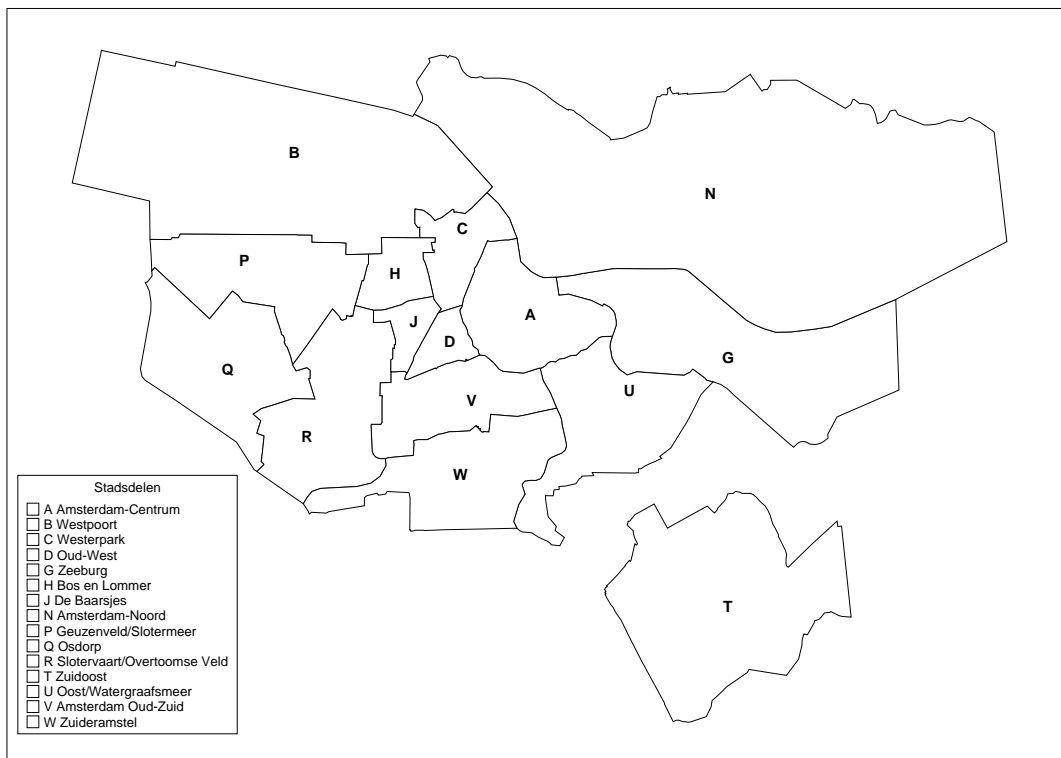 B
N
C
P
H
A
J
D
G
Q
U
V
R
W
T
Stadsdelen
A Amsterdam-Centrum
B Westpoort
C Westerpark
D Oud-West
G Zeeburg
H Bos en Lommer
J De Baarsjes
N Amsterdam-Noord
P Geuzenveld/Slotermeer
Q Osdorp
R Slotervaart/Overtoomse Veld
T Zuidoost
U Oost/Watergraafsmeer
V Amsterdam Oud-Zuid
W Zuideramstel